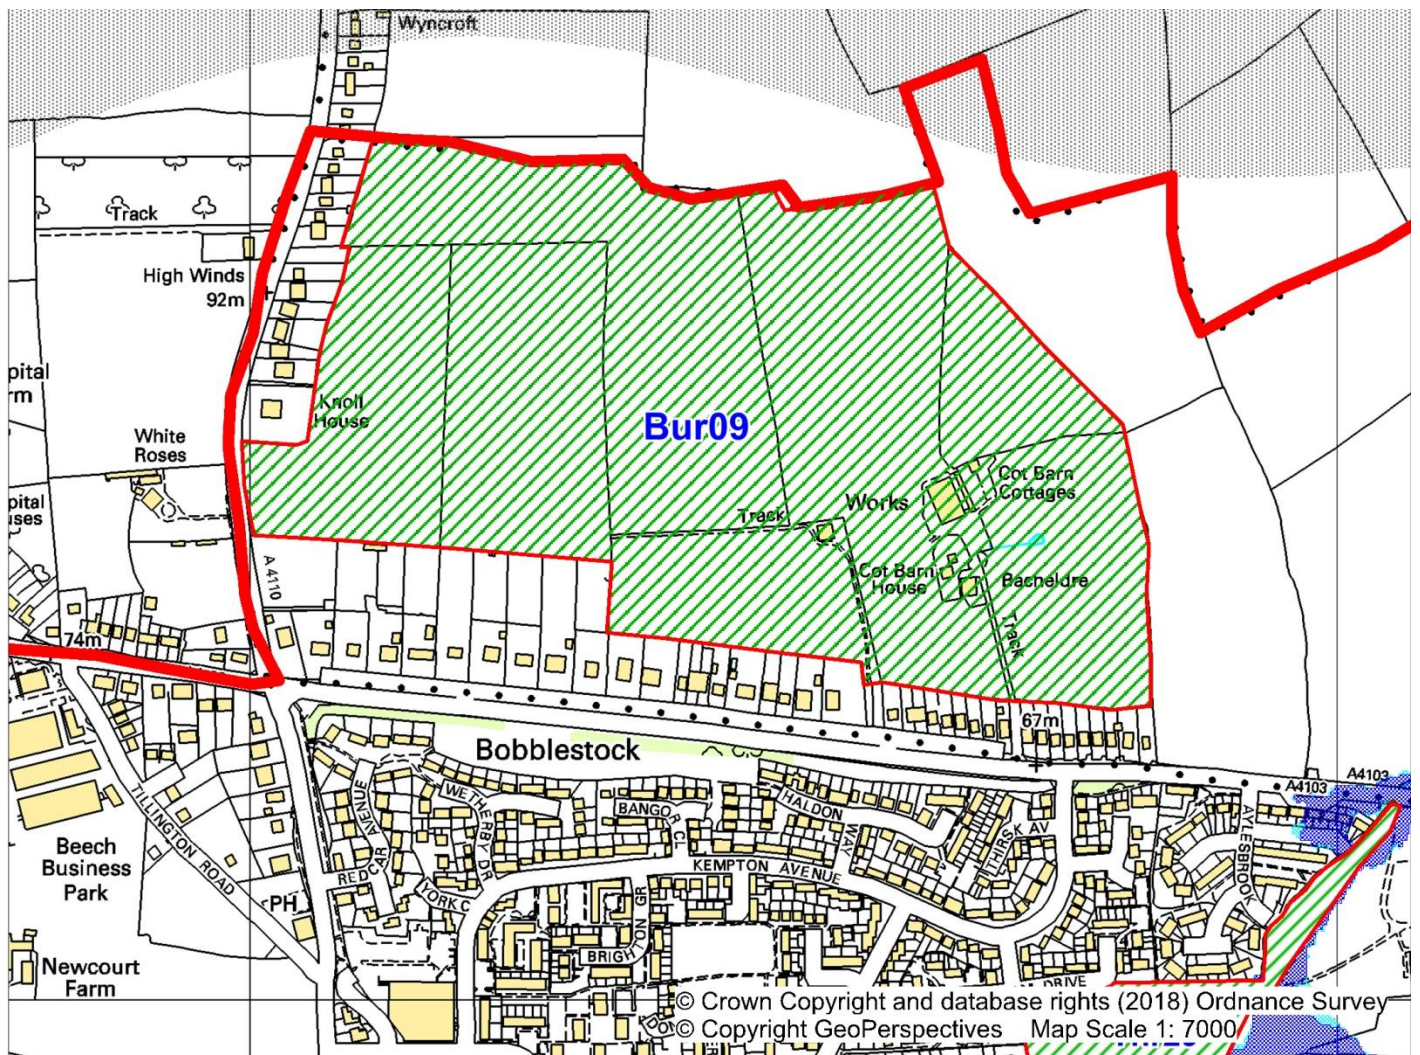 Wyncroft
Track
High Winds
92m
pital
rm
Knoll
House
White
Roses
Bur09
Cot Barn
Cottages
Works
Track
pital
uses
A 4110
Cot Barn
House
Bacheldre
Track
74m
67m
Bobblestock
A4103
A4103
TILLINGTON ROAD
RED CAR AVENUE
WETHERBY DR
BANGOR CL
HALDON WAY
THIRSK AV
AYLESBROOK
Beech
Business
Park
KEMPTON AVENUE
YORK C
PH
BRIGHTON GR
Newcourt
Farm
DRIVE
© Crown Copyright and database rights (2018) Ordnance Survey
© Copyright GeoPerspectives Map Scale 1: 7000